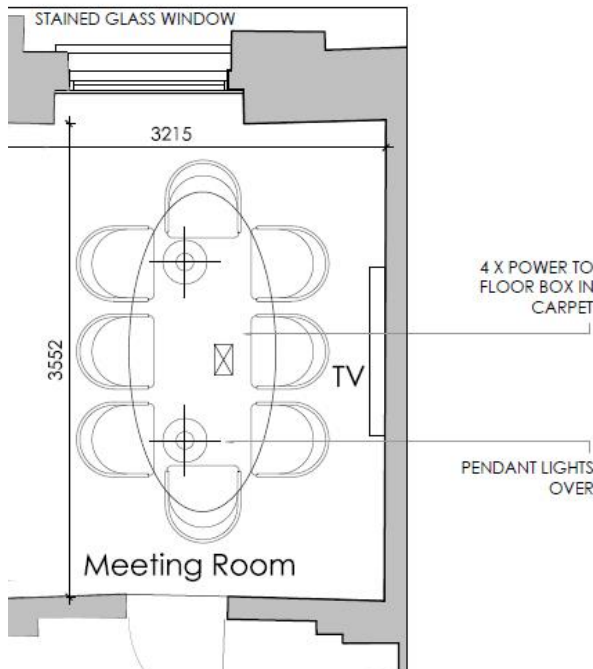 STAINED GLASS WINDOW
3215
4 X POWER TO
FLOOR BOX IN
CARPET
3552
TV
PENDANT LIGHTS
OVER
Meeting Room